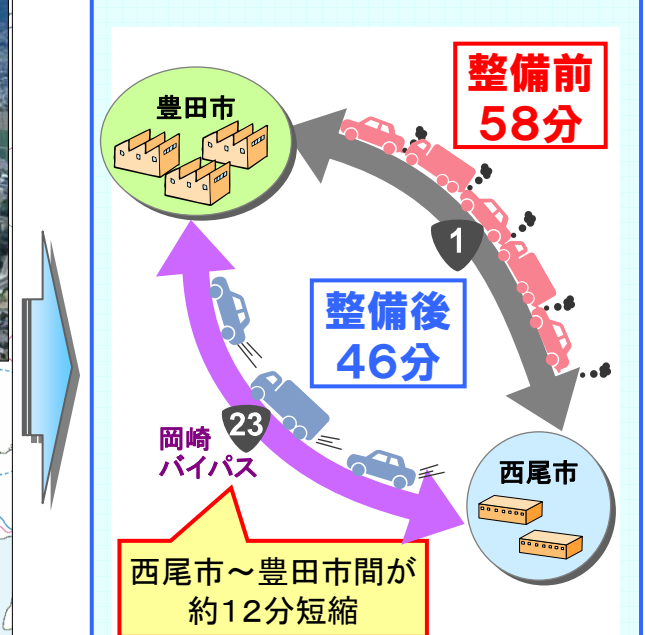 整備前
58分
豊田市
1
整備後
46分
23
岡崎
バイパス
西尾市
西尾市～豊田市間が
約12分短縮